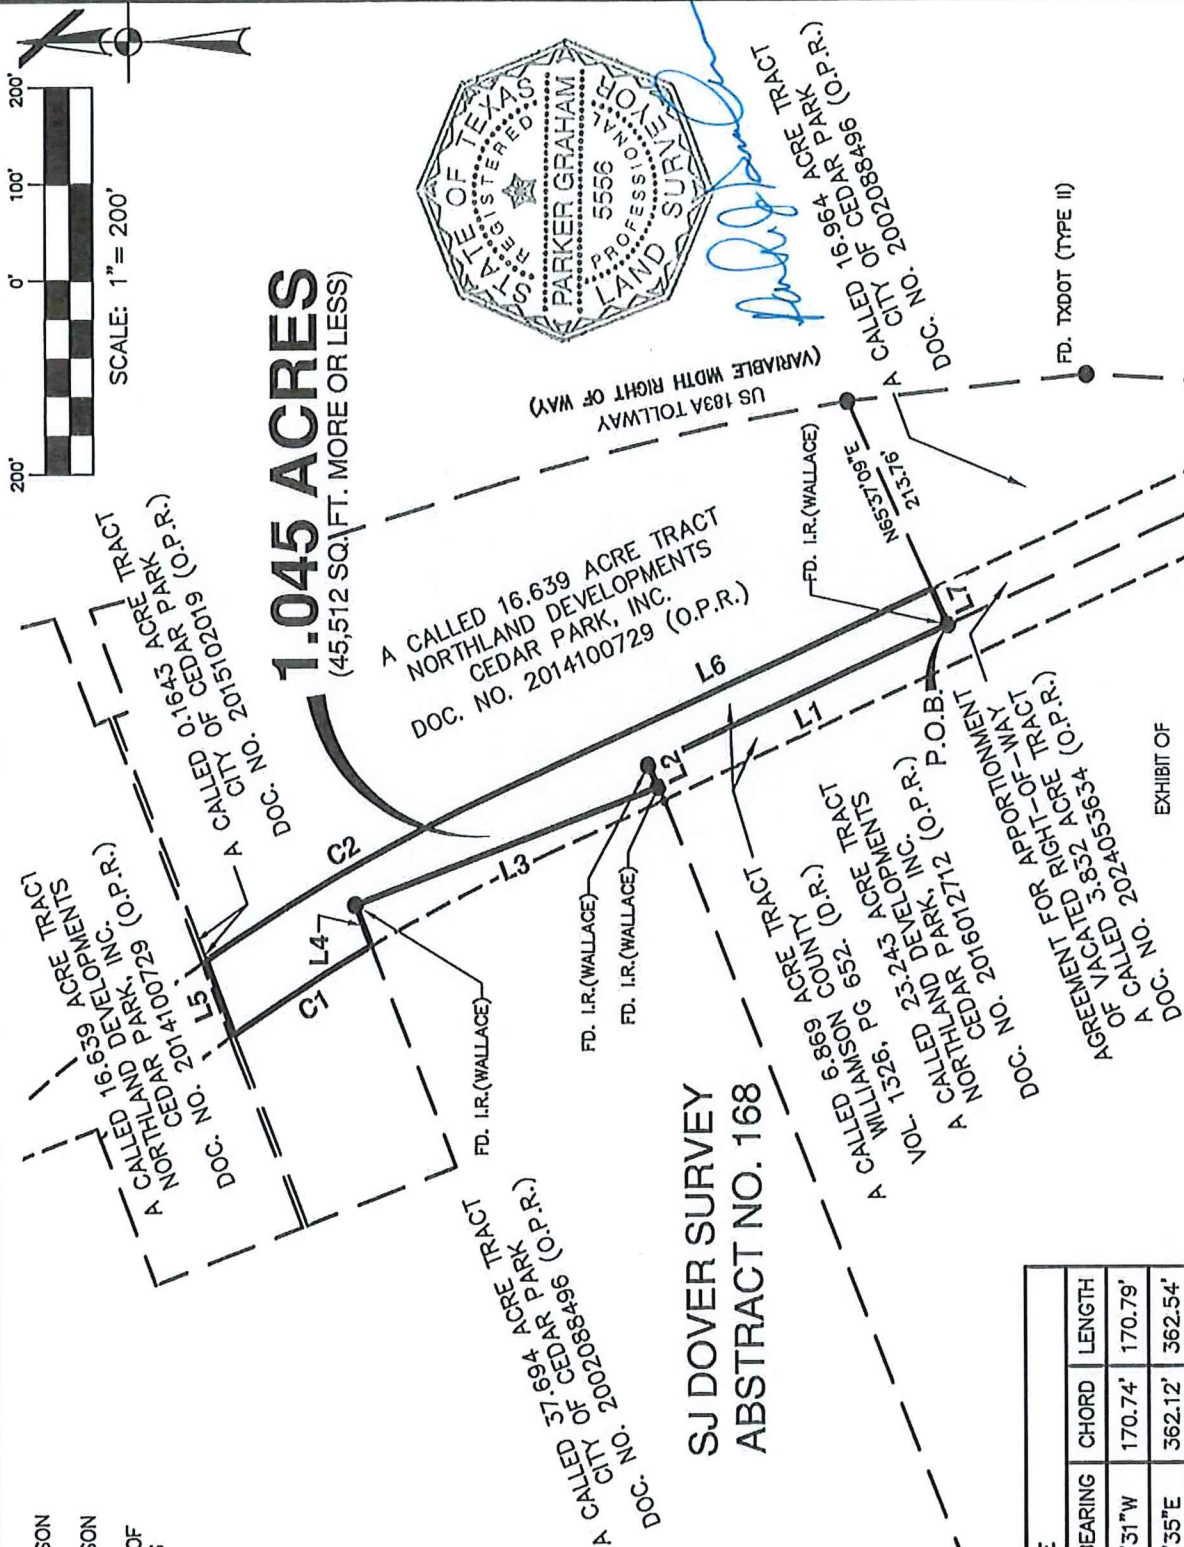 200'
0'
100'
200'
SCALE: 1"= 200'
1.045 ACRES
(45,512 SQ.FT. MORE OR LESS)
STATE OF TEXAS
REGISTERED
PARKER GRAHAM
5556
PROFESSIONAL
LAND SURVEYOR
A CALLED 16.639 ACRE TRACT
NORTHLAND DEVELOPMENTS
CEDAR PARK, INC.
DOC. NO. 2014100729 (O.P.R.)
A CALLED 0.1643 ACRE TRACT
CITY OF CEDAR PARK
DOC. NO. 2015102019 (O.P.R.)
A CALLED 16.639 ACRE TRACT
NORTHLAND DEVELOPMENTS
CEDAR PARK, INC.
DOC. NO. 2014100729 (O.P.R.)
US 183A TOLLWAY
(VARIABLE WIDTH RIGHT OF WAY)
A CALLED 16.964 ACRE TRACT
CITY OF CEDAR PARK
DOC. NO. 2002088496 (O.P.R.)
FD. TXDOT (TYPE II)
FD. I.R.(WALLACE)
N65°37'09"E
213.76'
L5
C2
L4
C1
L3
L2
L6
L1
L7
P.O.B.
FD. I.R.(WALLACE)
FD. I.R.(WALLACE)
FD. I.R.(WALLACE)
A CALLED 37.694 ACRE TRACT
CITY OF CEDAR PARK
DOC. NO. 2002088496 (O.P.R.)
SJ DOVER SURVEY
ABSTRACT NO. 168
A CALLED 6.869 ACRE TRACT
WILLIAMSON COUNTY
VOL. 1326, PG 652. (D.R.)
A CALLED 23.243 ACRE TRACTS
NORTHLAND DEVELOPMENTS
CEDAR PARK, INC.
DOC. NO. 2016012712 (O.P.R.)
AGREEMENT FOR APPORTIONMENT
OF VACATED RIGHT-OF-WAY
A CALLED 3.852 ACRE TRACT
DOC. NO. 2024053634 (O.P.R.)
EXHIBIT OF
BEARING CHORD LENGTH
31"W 170.74' 170.79'
35"E 362.12' 362.54'
SON
SON
OF